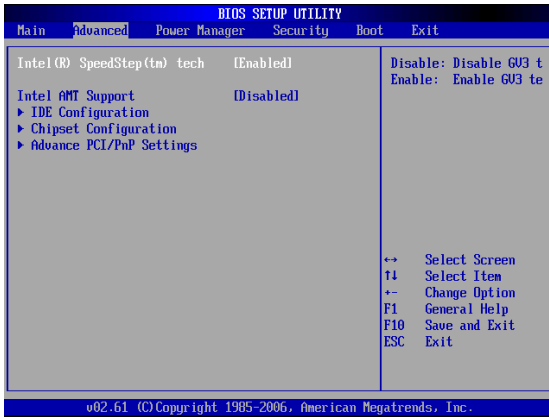 BIOS SETUP UTILITY
Main Advanced Power Manager Security Boot Exit
Intel(R) SpeedStep(tm) tech [Enabled]
Intel AMT Support [Disabled]
▶ IDE Configuration
▶ Chipset Configuration
▶ Advance PCI/PnP Settings
Disable: Disable GV3 t
Enable: Enable GV3 te
↔ Select Screen
↑↓ Select Item
+- Change Option
F1 General Help
F10 Save and Exit
ESC Exit
v02.61 (C)Copyright 1985-2006, American Megatrends, Inc.